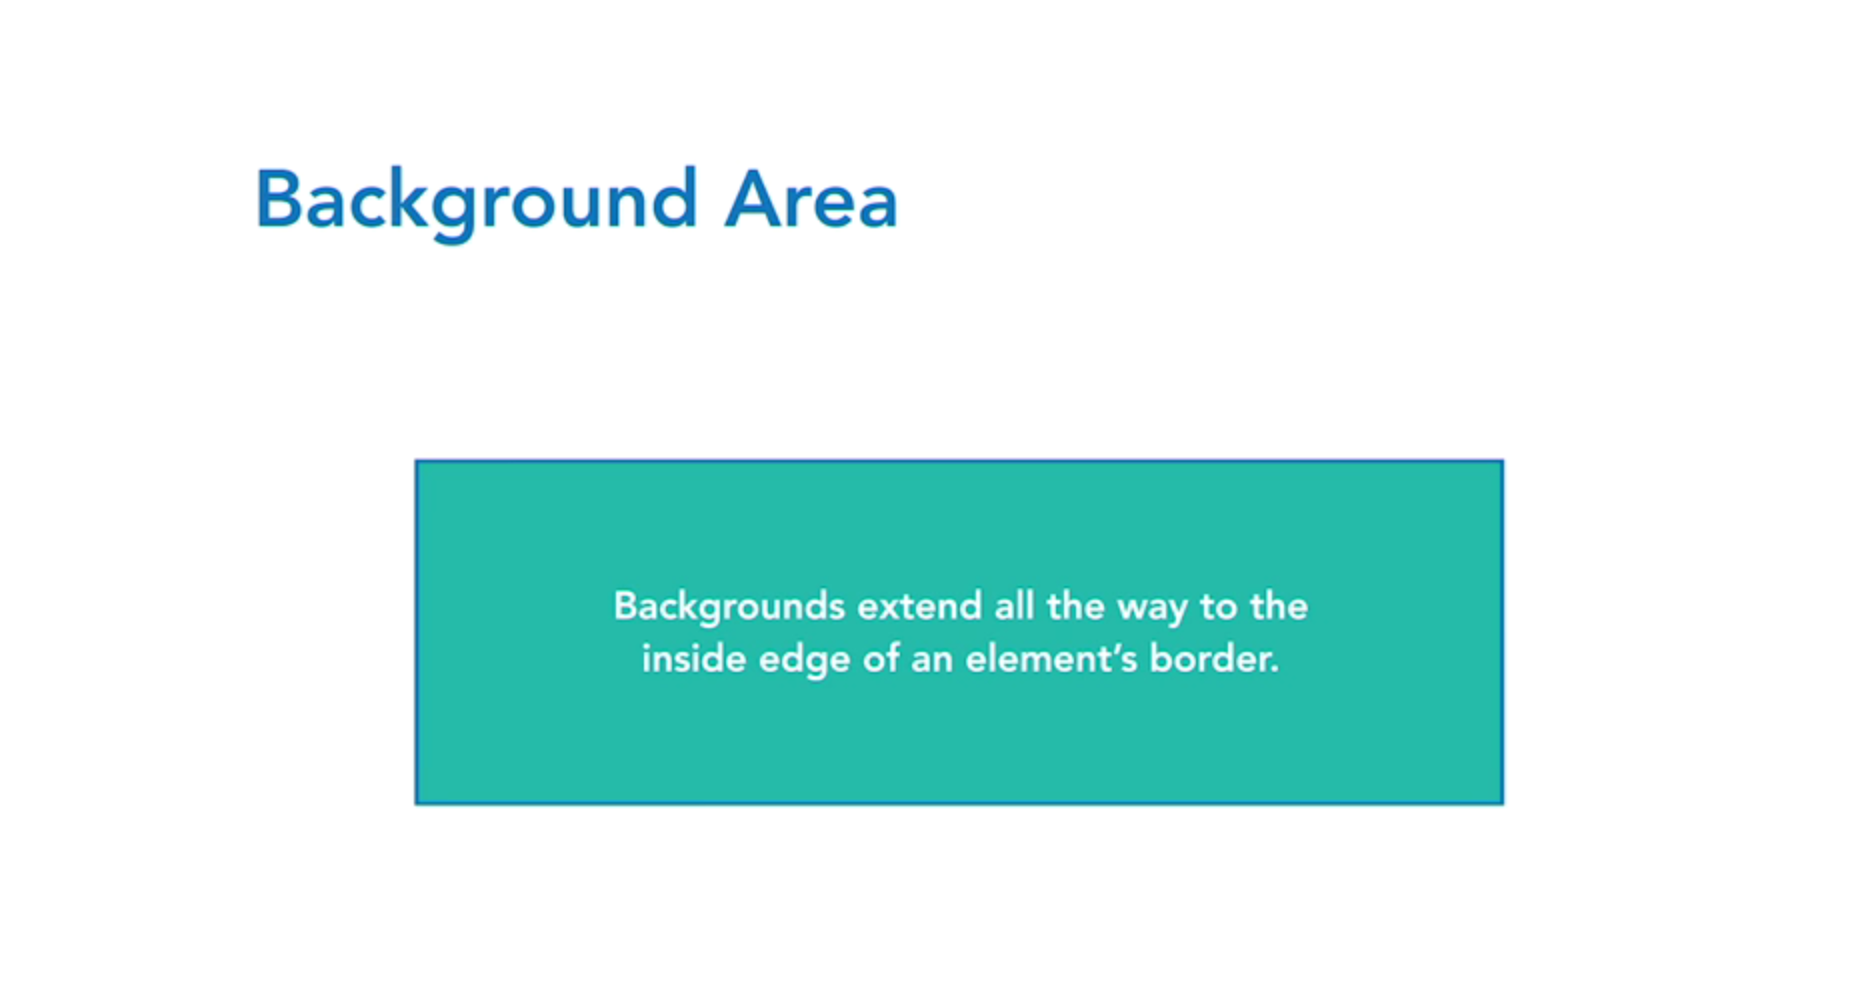 Background Area
Backgrounds extend all the way to the
inside edge of an element’s border.